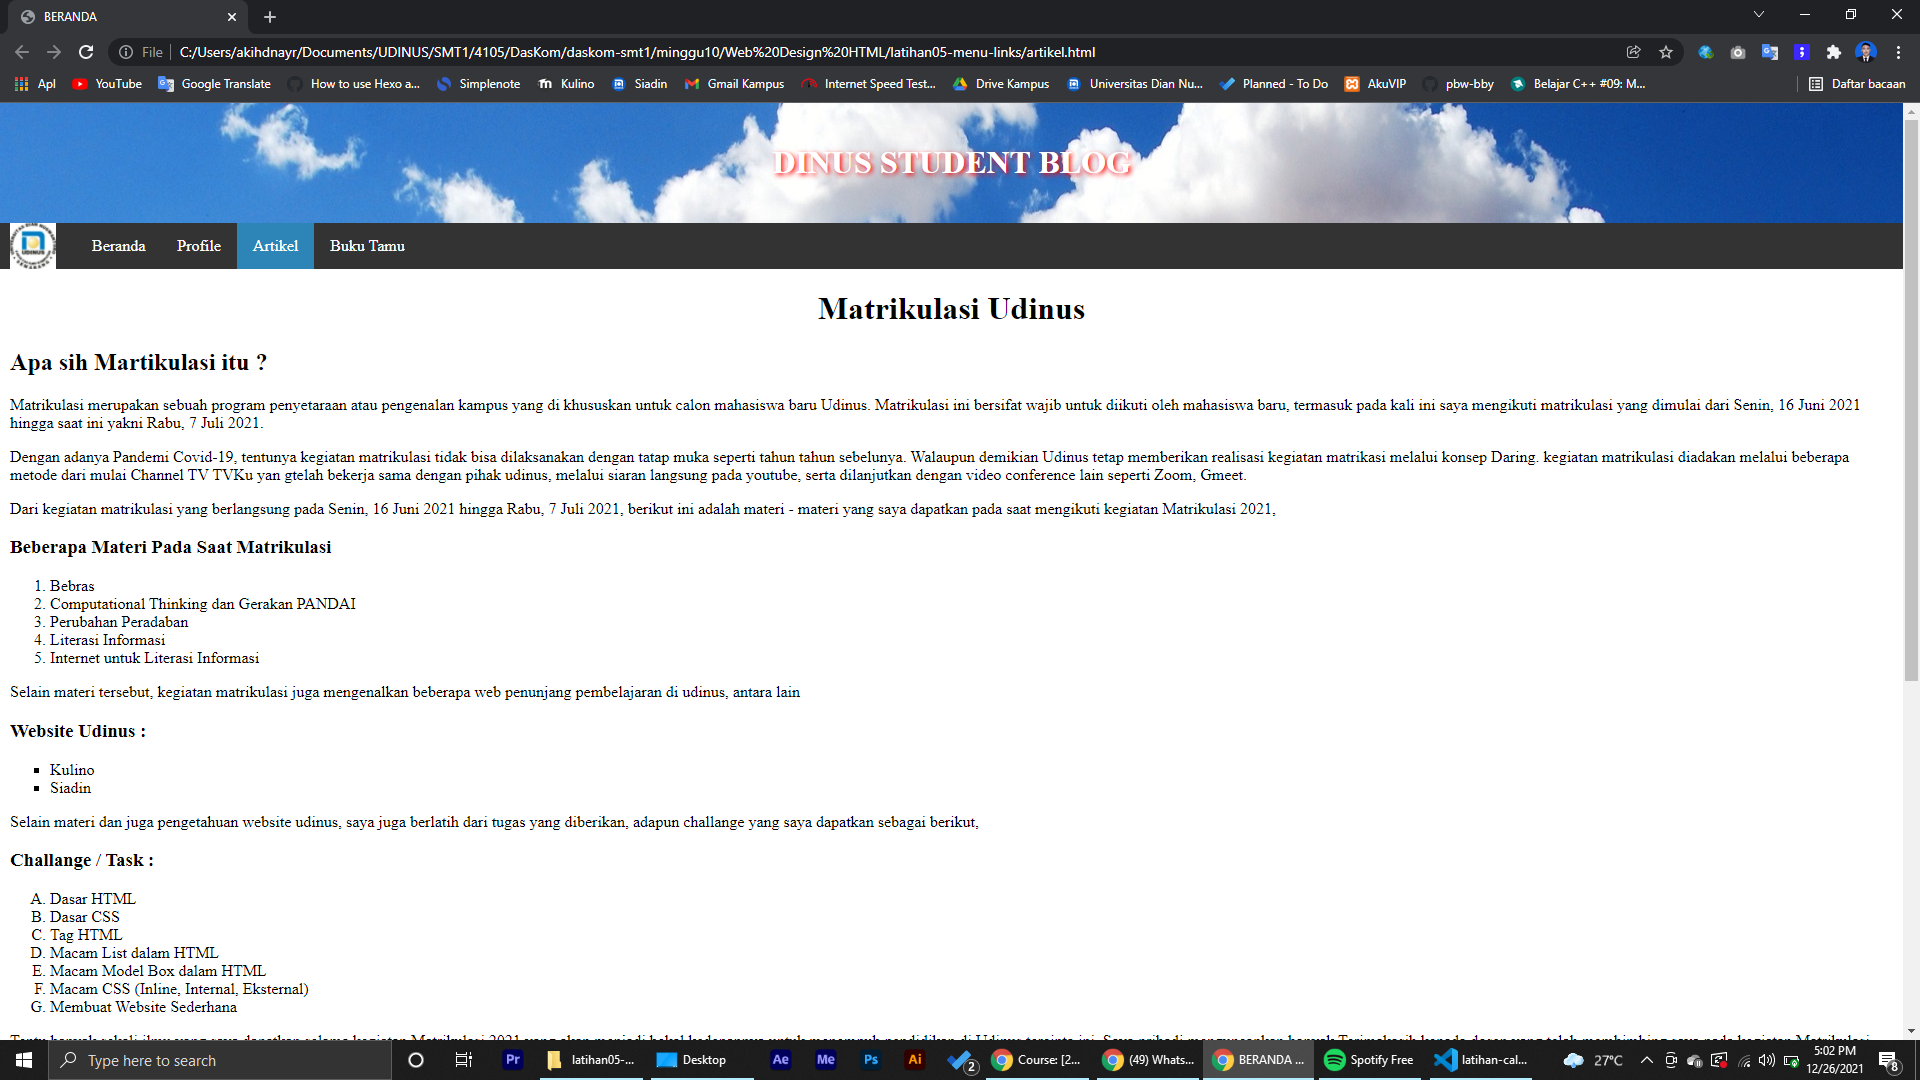 BERANDA
File
C:/Users/akihdnayr/Documents/UDINUS/SMT1/4105/DasKom/daskom-smt1/minggu10/Web%20Design%20HTML/latihan05-menu-links/artikel.html
Apl YouTube Google Translate How to use Hexo a... Simplenote Kulino Siadin Gmail Kampus Internet Speed Test... Drive Kampus Universitas Dian Nu... Planned - To Do AkuVIP pbw-bby Belajar C++ #09: M... Daftar bacaan
DINUS STUDENT BLOG
UDINUS
Beranda Profile Artikel Buku Tamu
Matrikulasi Udinus
Apa sih Martikulasi itu ?
Matrikulasi merupakan sebuah program penyetaraan atau pengenalan kampus yang di khususkan untuk calon mahasiswa baru Udinus. Matrikulasi ini bersifat wajib untuk diikuti oleh mahasiswa baru, termasuk pada kali ini saya mengikuti matrikulasi yang dimulai dari Senin, 16 Juni 2021
hingga saat ini yakni Rabu, 7 Juli 2021.
Dengan adanya Pandemi Covid-19, tentunya kegiatan matrikulasi tidak bisa dilaksanakan dengan tatap muka seperti tahun tahun sebelunya. Walaupun demikian Udinus tetap memberikan realisasi kegiatan matrikasi melalui konsep Daring. kegiatan matrikulasi diadakan melalui beberapa
metode dari mulai Channel TV TVKu yan gtelah bekerja sama dengan pihak udinus, melalui siaran langsung pada youtube, serta dilanjutkan dengan video conference lain seperti Zoom, Gmeet.
Dari kegiatan matrikulasi yang berlangsung pada Senin, 16 Juni 2021 hingga Rabu, 7 Juli 2021, berikut ini adalah materi - materi yang saya dapatkan pada saat mengikuti kegiatan Matrikulasi 2021,
Beberapa Materi Pada Saat Matrikulasi
1. Bebras
2. Computational Thinking dan Gerakan PANDAI
3. Perubahan Peradaban
4. Literasi Informasi
5. Internet untuk Literasi Informasi
Selain materi tersebut, kegiatan matrikulasi juga mengenalkan beberapa web penunjang pembelajaran di udinus, antara lain
Website Udinus :
▪ Kulino
▪ Siadin
Selain materi dan juga pengetahuan website udinus, saya juga berlatih dari tugas yang diberikan, adapun challange yang saya dapatkan sebagai berikut,
Challange / Task :
A. Dasar HTML
B. Dasar CSS
C. Tag HTML
D. Macam List dalam HTML
E. Macam Model Box dalam HTML
F. Macam CSS (Inline, Internal, Eksternal)
G. Membuat Website Sederhana
Type here to search Pr latihan05-... Desktop Ae Me Ps Ai 2 Course: [2... (49) Whats... BERANDA ... Spotify Free latihan-cal... 27°C 5:02 PM
12/26/2021 8